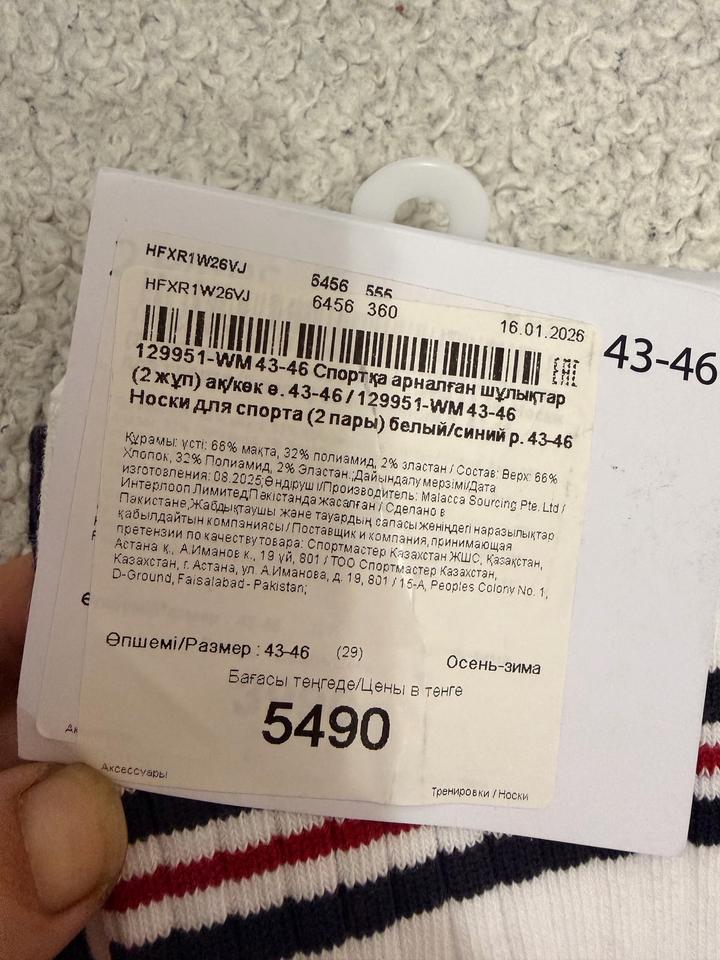 HFXR1W26VJ 6456 555
HFXR1W26VJ 6456 360
16.01.2026
43-46
129951-WM 43-46 Спортқа арналған шұлықтар
(2 жұп) ақ/көк ө. 43-46 / 129951-WM 43-46
Носки для спорта (2 пары) белый/синий р. 43-46
Құрамы: үсті: 66% мақта, 32% полиамид, 2% эластан / Состав: Верх: 66%
Хлопок, 32% Полиамид, 2% Эластан.;Дайындалу мерзімі/Дата
изготовления: 08.2025;Өндіруші/Производитель: Malacca Sourcing Pte. Ltd /
Интерлооп Лимитед;Пәкістанда жасалған / Сделано в
Пакистане;Жабдықтаушы және тауардың сапасы жөніндегі наразылықтар
қабылдайтын компаниясы / Поставщик и компания, принимающая
претензии по качеству товара: Спортмастер Казахстан ЖШС, Қазақстан,
Астана қ., А.Иманов к., 19 үй, 801 / ТОО Спортмастер Казахстан,
Казахстан, г. Астана, ул. А.Иманова, д. 19, 801 / 15-A, Peoples Colony No. 1,
D-Ground, Faisalabad - Pakistan;
Өлшемі/Размер : 43-46 (29)
Осень-зима
Бағасы теңгеде/Цены в тенге
5490
Аксессуары
Тренировки / Носки